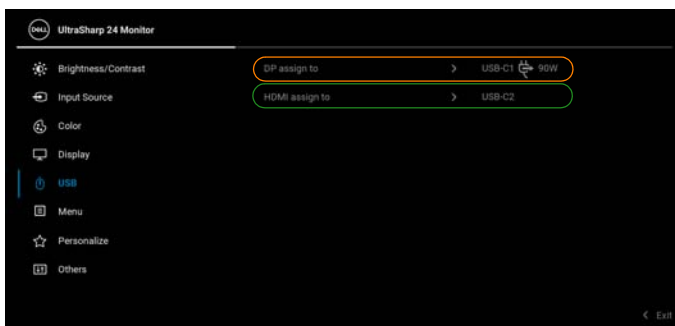 DELL UltraSharp 24 Monitor
Brightness/Contrast
DP assign to > USB-C1 90W
Input Source
HDMI assign to > USB-C2
Color
Display
USB
Menu
Personalize
Others
< Exit